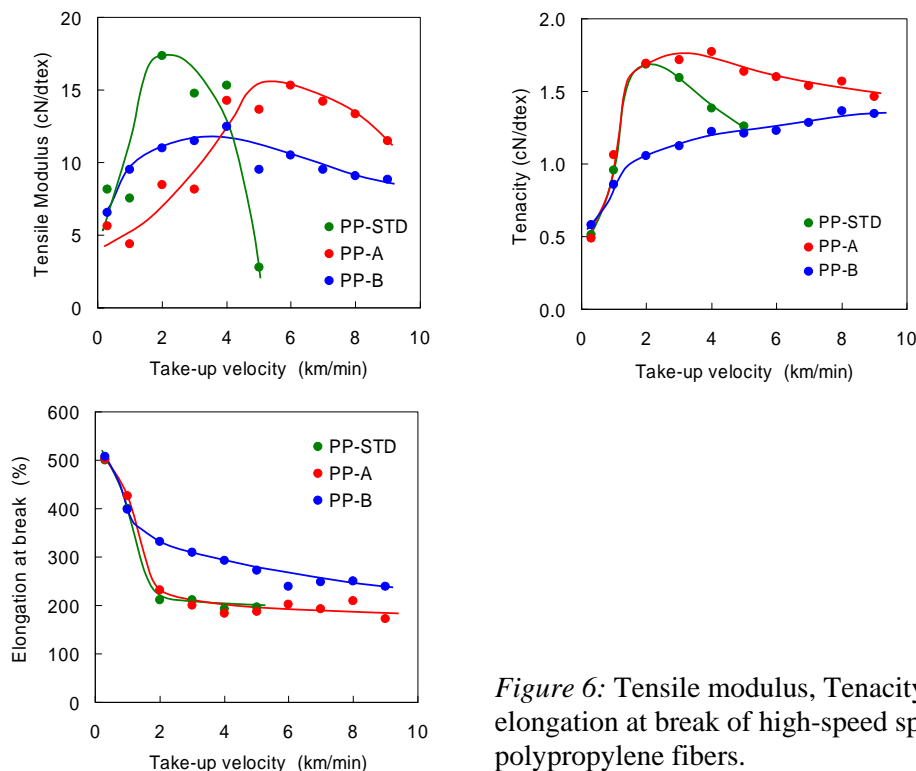 20
15
10
5
0
Tensile Modulus (cN/dtex)
PP-STD
PP-A
PP-B
0 2 4 6 8 10
Take-up velocity (km/min)
2.0
1.5
1.0
0.5
0.0
Tenacity (cN/dtex)
PP-STD
PP-A
PP-B
0 2 4 6 8 10
Take-up velocity (km/min)
600
500
400
300
200
100
0
Elongation at break (%)
PP-STD
PP-A
PP-B
0 2 4 6 8 10
Take-up velocity (km/min)
Figure 6: Tensile modulus, Tenacity
elongation at break of high-speed sp
polypropylene fibers.